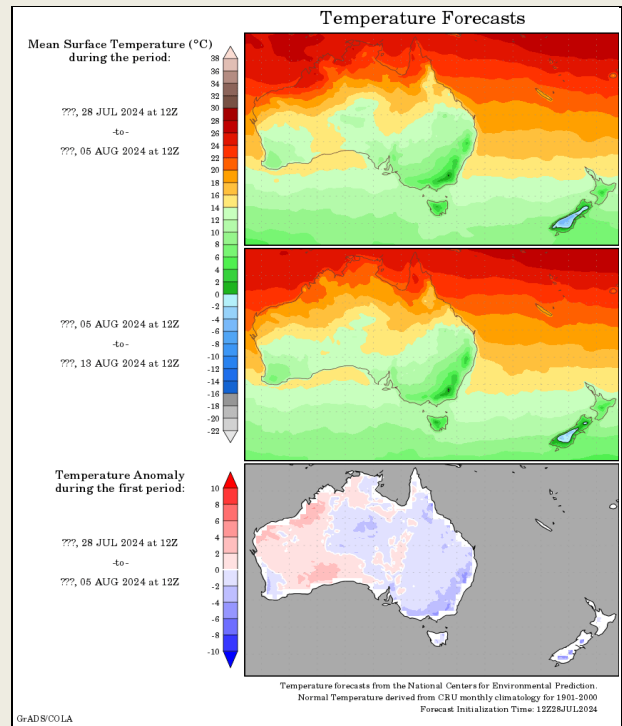 Temperature Forecasts
Mean Surface Temperature (°C)
during the period:
???, 28 JUL 2024 at 12Z
-to-
???, 05 AUG 2024 at 12Z
38
36
34
32
30
28
26
24
22
20
18
16
14
12
10
8
6
4
2
0
-2
-4
-6
-8
-10
-12
-14
-16
-18
-20
-22
???, 05 AUG 2024 at 12Z
-to-
???, 13 AUG 2024 at 12Z
Temperature Anomaly
during the first period:
???, 28 JUL 2024 at 12Z
-to-
???, 05 AUG 2024 at 12Z
10
8
6
4
2
0
-2
-4
-6
-8
-10
Temperature forecasts from the National Centers for Environmental Prediction.
Normal Temperature derived from CRU monthly climatology for 1901-2000
Forecast Initialization Time: 12Z28JUL2024
GrADS/COLA